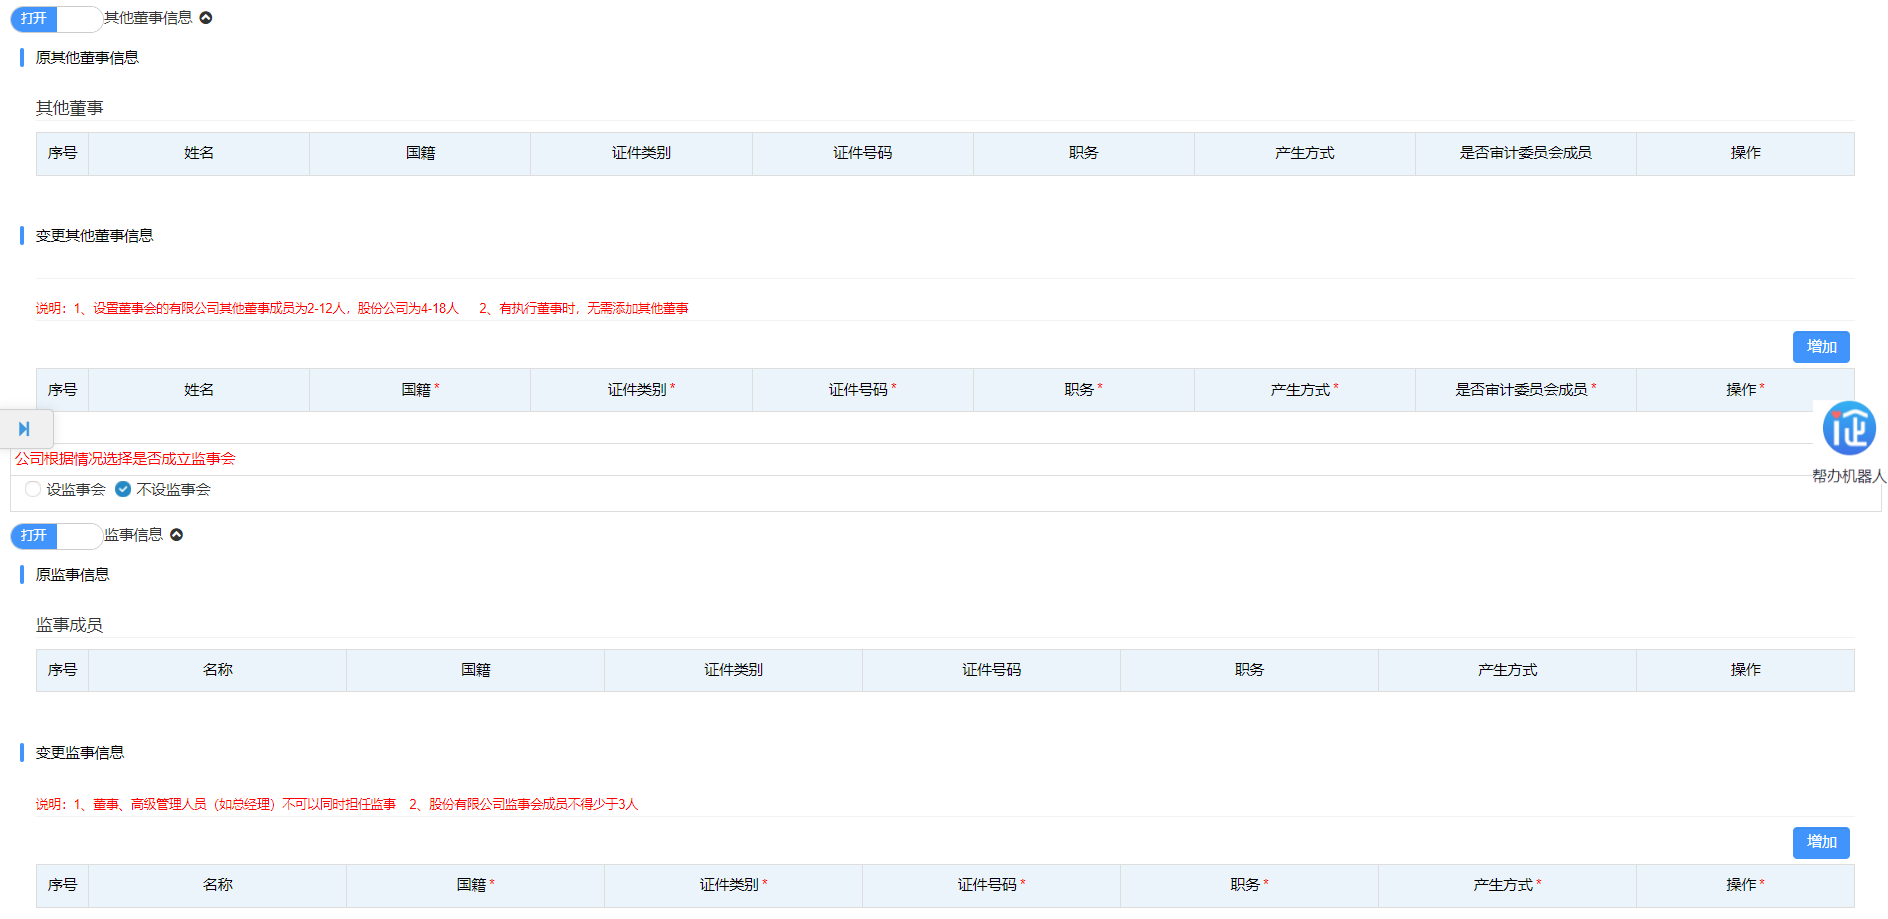 打开 其他董事信息
原其他董事信息
其他董事
序号 姓名 国籍 证件类别 证件号码 职务 产生方式 是否审计委员会成员 操作
变更其他董事信息
说明：1、设置董事会的有限公司其他董事成员为2-12人，股份公司为4-18人 2、有执行董事时，无需添加其他董事
增加
序号 姓名 国籍* 证件类别* 证件号码* 职务* 产生方式* 是否审计委员会成员* 操作*
公司根据情况选择是否成立监事会
帮办机器人
设监事会 不设监事会
打开 监事信息
原监事信息
监事成员
序号 名称 国籍 证件类别 证件号码 职务 产生方式 操作
变更监事信息
说明：1、董事、高级管理人员（如总经理）不可以同时担任监事 2、股份有限公司监事会成员不得少于3人
增加
序号 名称 国籍* 证件类别* 证件号码* 职务* 产生方式* 操作*